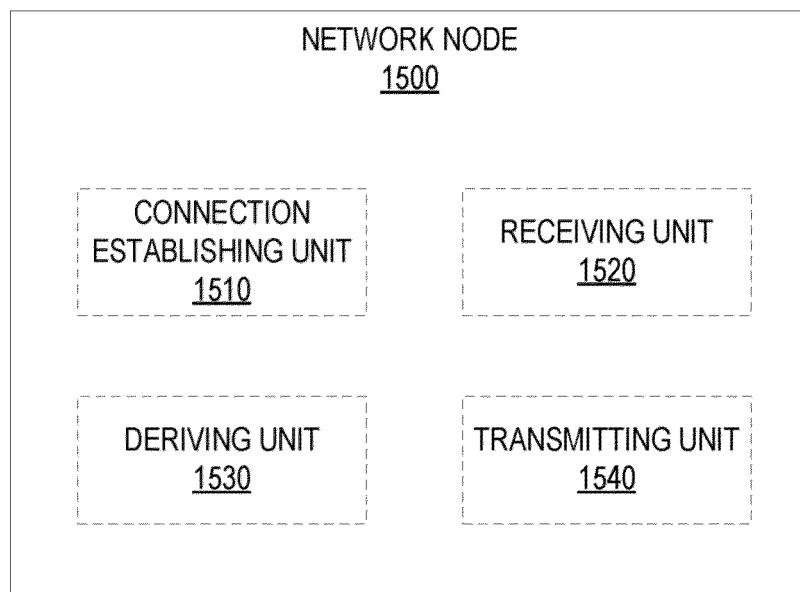 NETWORK NODE
1500
CONNECTION
ESTABLISHING UNIT
1510
RECEIVING UNIT
1520
DERIVING UNIT
1530
TRANSMITTING UNIT
1540